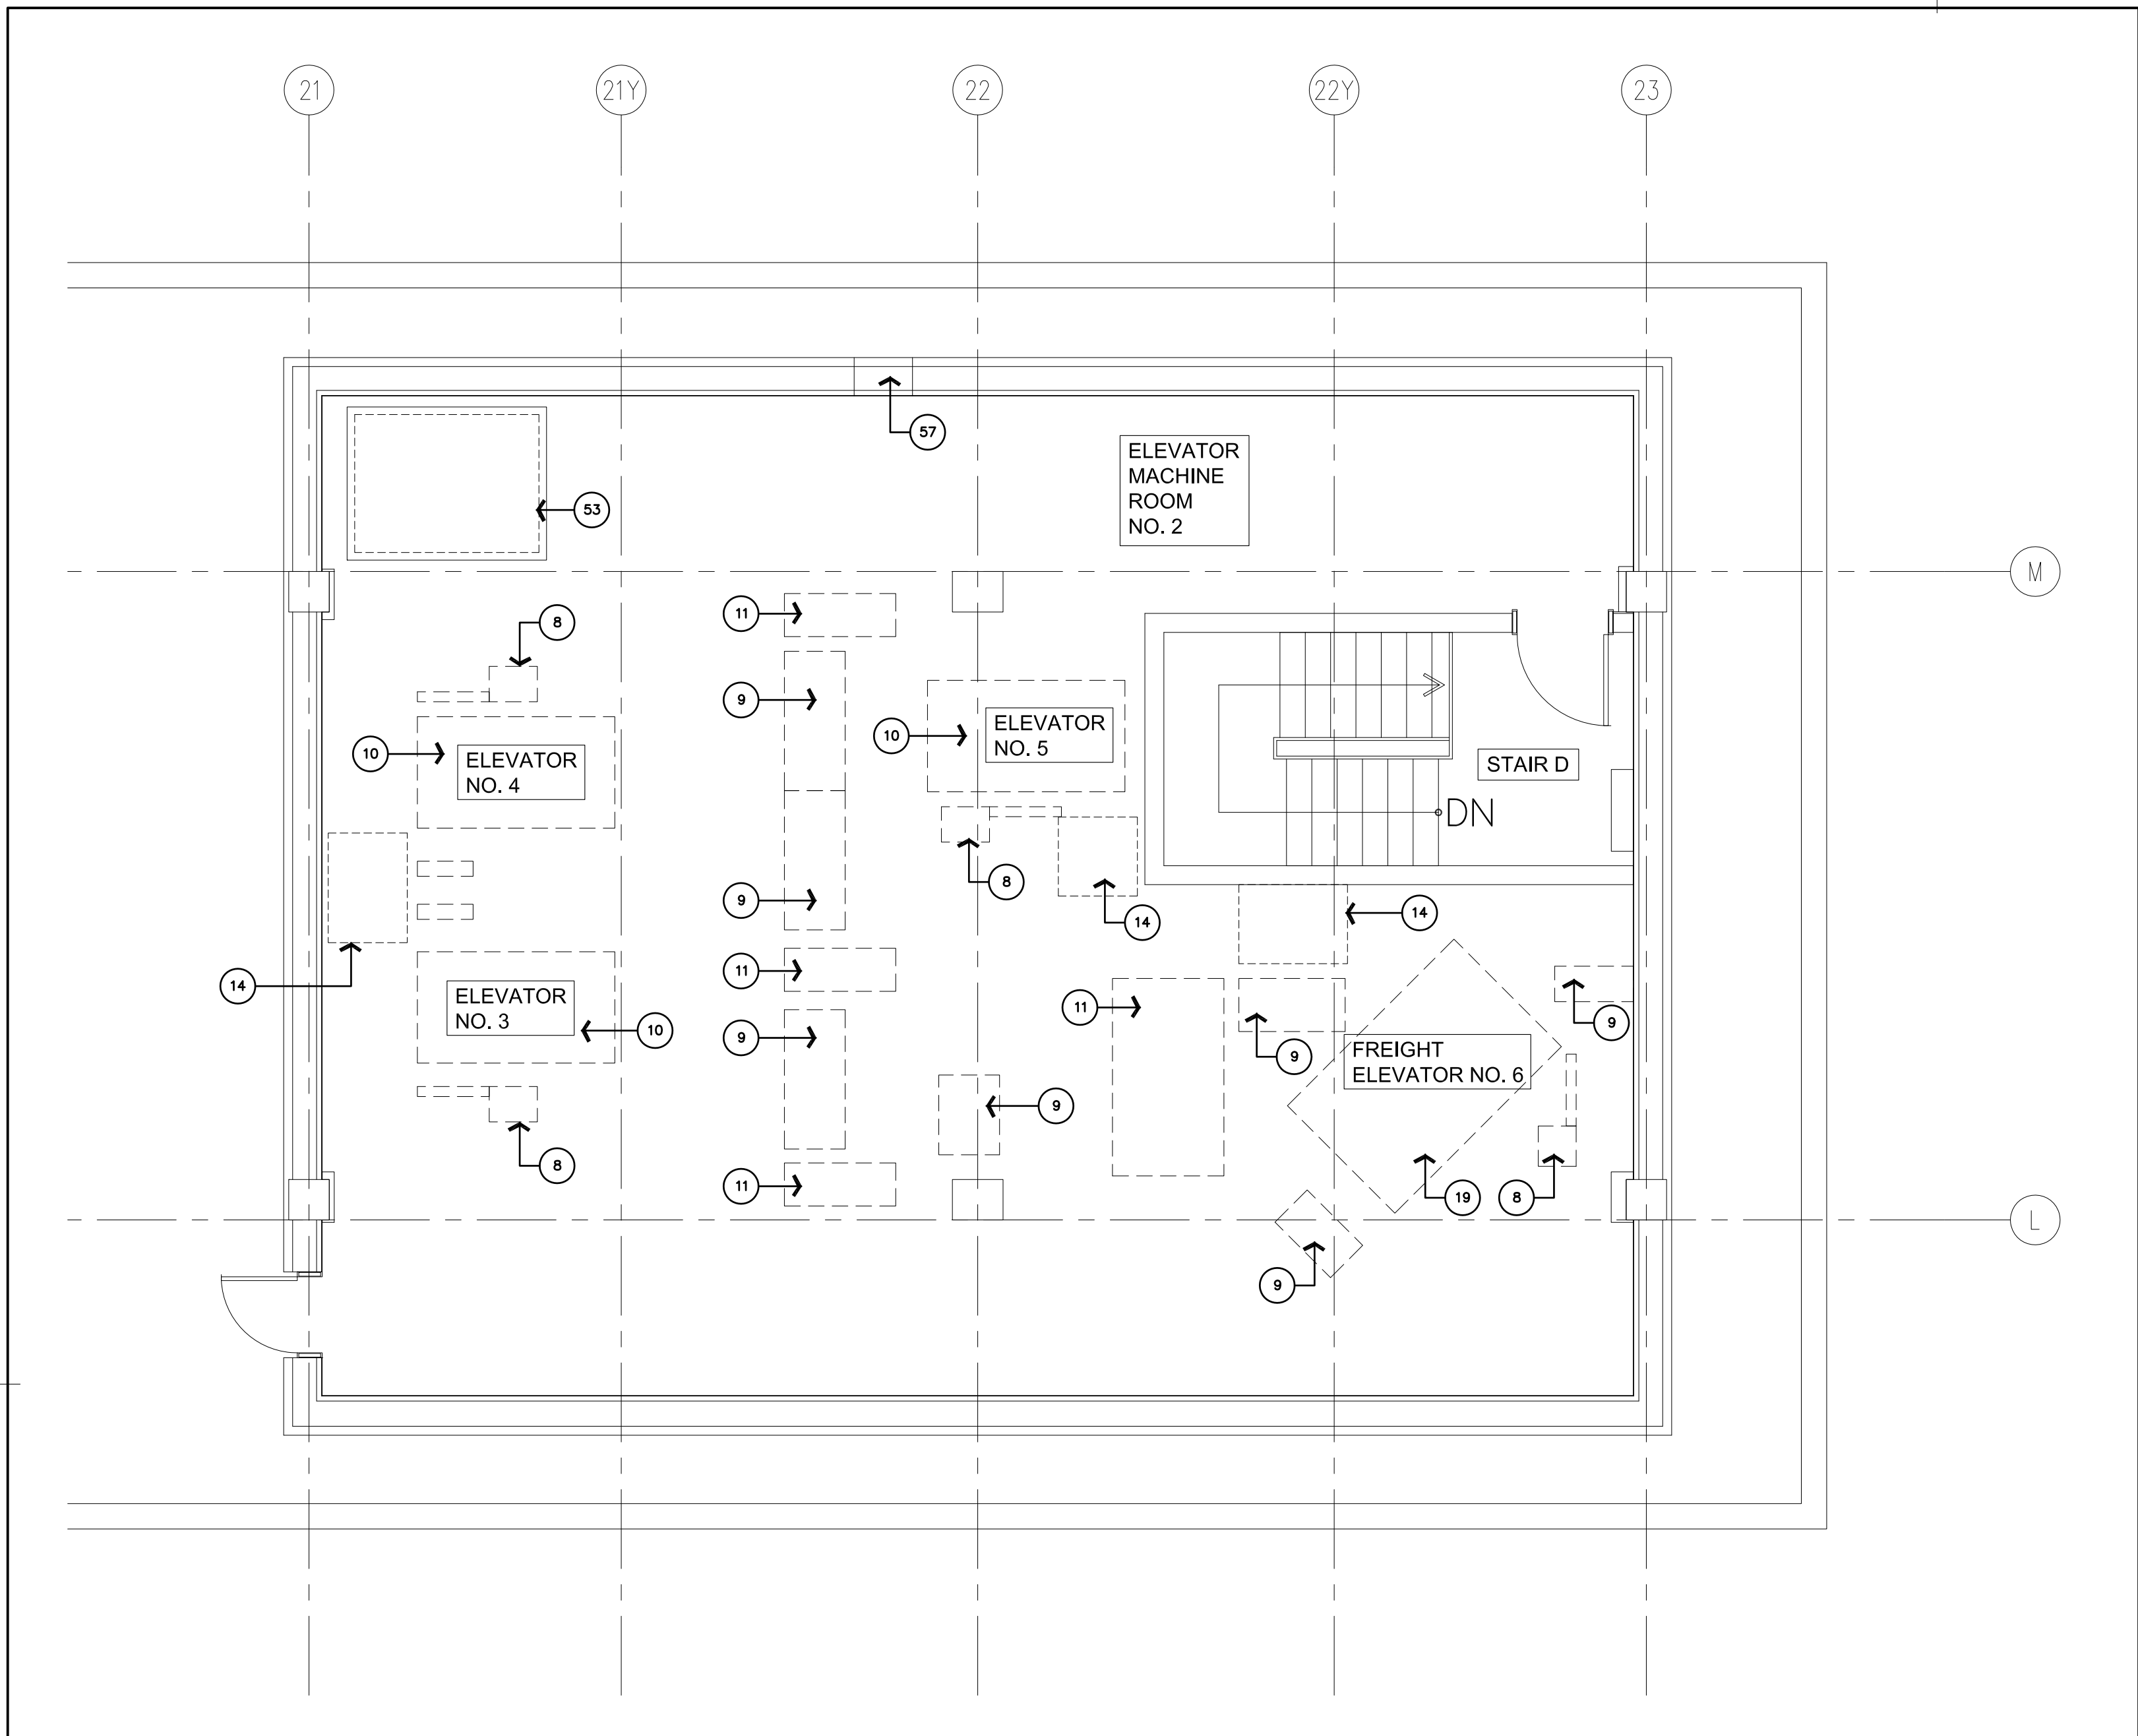 21
21Y
22
22Y
23
57
ELEVATOR
MACHINE
ROOM
NO. 2
53
M
11
8
9
10
ELEVATOR
NO. 4
10
ELEVATOR
NO. 5
STAIR D
DN
8
9
14
14
11
14
ELEVATOR
NO. 3
10
9
11
9
9
FREIGHT
ELEVATOR NO. 6
9
8
11
19
8
L
9